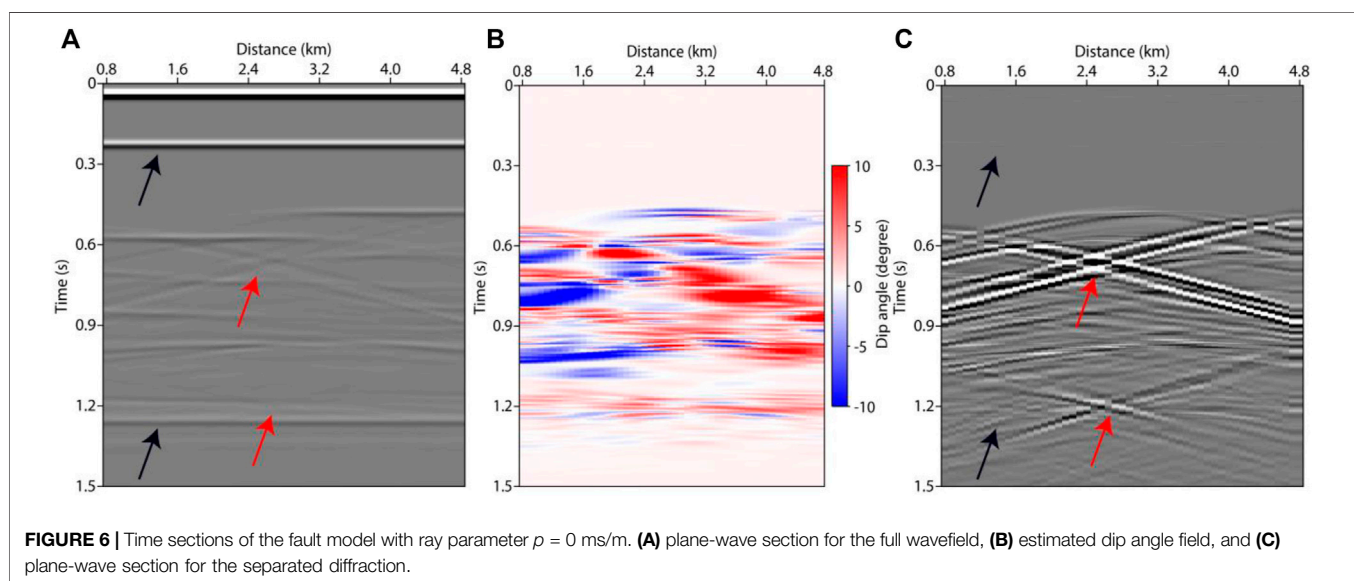 A
Distance (km)
0.8 1.6 2.4 3.2 4.0 4.8
0
0.3
0.6
0.9
1.2
1.5
Time (s)
B
Distance (km)
0.8 1.6 2.4 3.2 4.0 4.8
0
0.3
0.6
0.9
1.2
1.5
Time (s)
10
5
0
-5
-10
Dip angle (degree)
C
Distance (km)
0.8 1.6 2.4 3.2 4.0 4.8
0
0.3
0.6
0.9
1.2
1.5
Time (s)
FIGURE 6 | Time sections of the fault model with ray parameter p = 0 ms/m. (A) plane-wave section for the full wavefield, (B) estimated dip angle field, and (C)
plane-wave section for the separated diffraction.